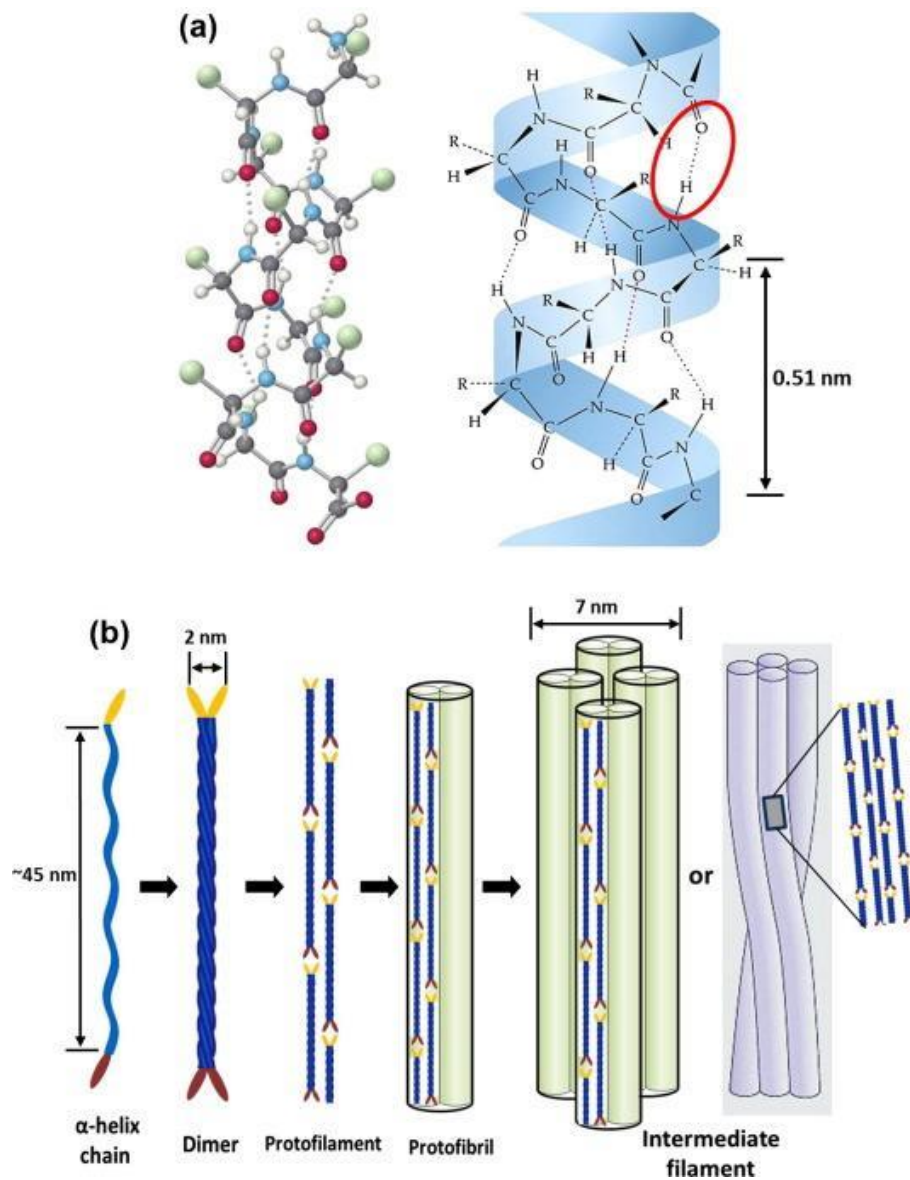 (a)
0.51 nm
N
C
H
R
C
O
N
C
C
H
R
H
O
R
C
H
N
C
H
H
N
R
C
C
O
C
N
R
C
H
H
H
O
H
N
C
O
R
C
H
N
C
C
H
O
H
H
R
C
O
N
C
R
H
H
C
N
O
C
O
C
(b)
7 nm
2 nm
~45 nm
or
α-helix
chain
Dimer
Protofilament
Protofibril
Intermediate
filament